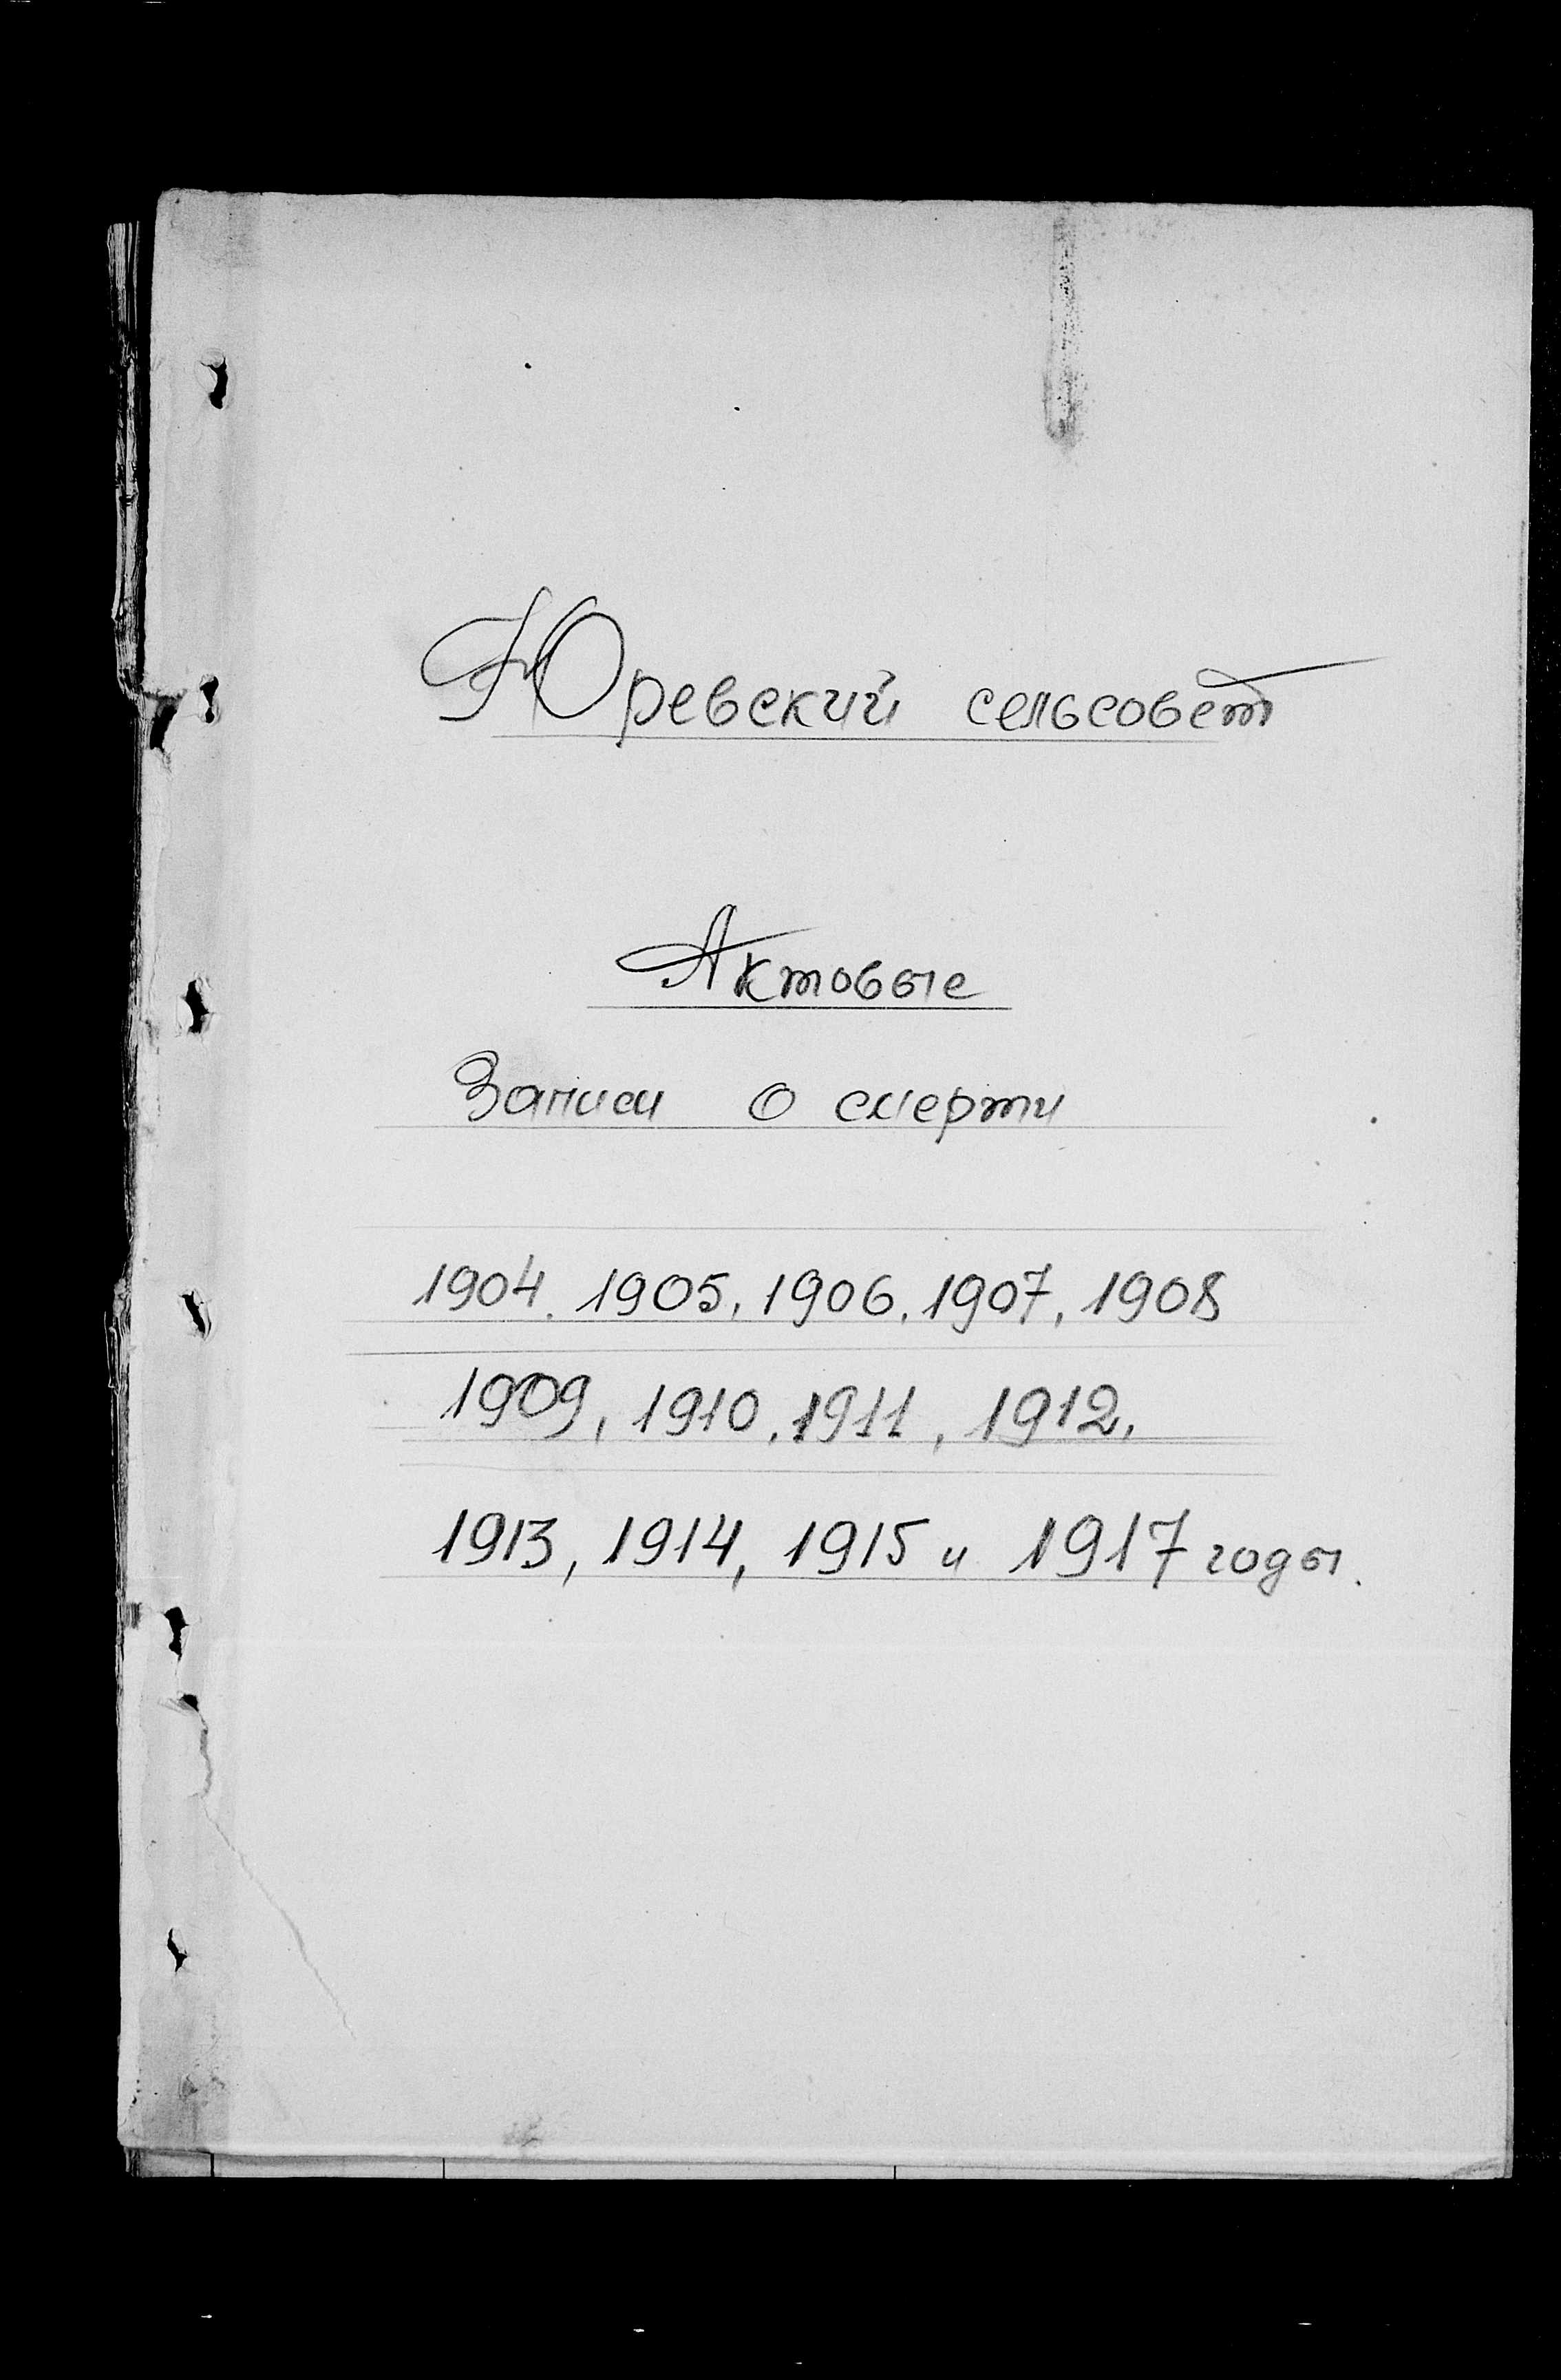 Юревский сельсовет
Актовые
Записи о смерти
1904. 1905, 1906, 1907, 1908
1909, 1910, 1911, 1912,
1913, 1914, 1915 и 1917 годы.